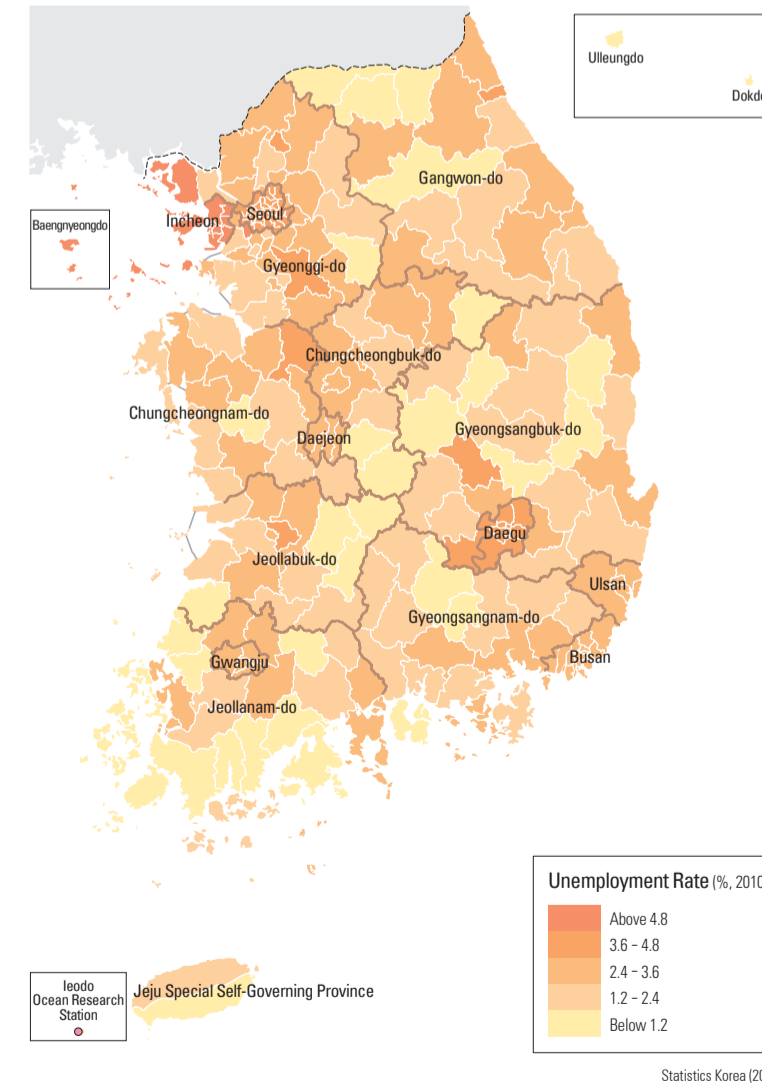 Ulleungdo
Dokdo
Gangwon-do
Incheon
Seoul
Baengnyeongdo
Gyeonggi-do
Chungcheongbuk-do
Chungcheongnam-do
Gyeongsangbuk-do
Daejeon
Daegu
Jeollabuk-do
Ulsan
Gyeongsangnam-do
Busan
Gwangju
Jeollanam-do
Unemployment Rate (%, 2010
Above 4.8
3.6 - 4.8
2.4 - 3.6
1.2 - 2.4
Below 1.2
Ieodo
Ocean Research
Station
Jeju Special Self-Governing Province
Statistics Korea (20